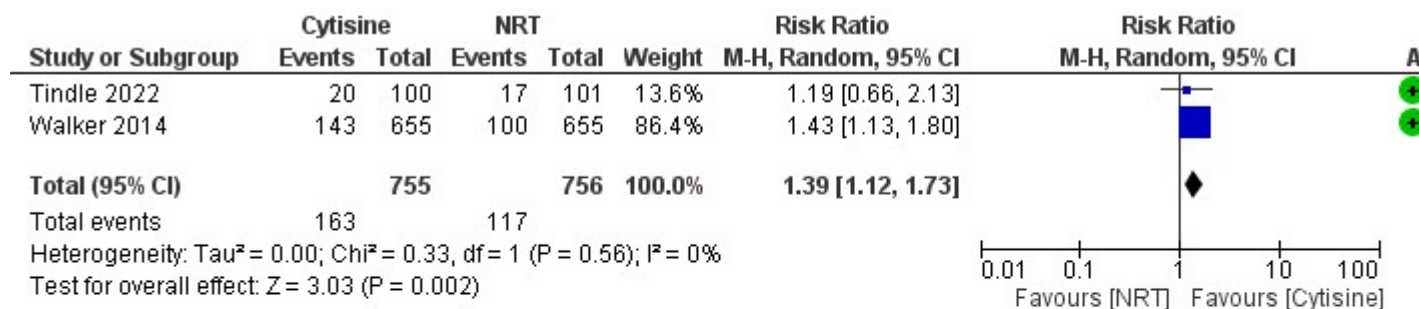 Cytisine NRT Risk Ratio Risk Ratio
Study or Subgroup Events Total Events Total Weight M-H, Random, 95% CI M-H, Random, 95% CI A
Tindle 2022 20 100 17 101 13.6% 1.19 [0.66, 2.13] +
Walker 2014 143 655 100 655 86.4% 1.43 [1.13, 1.80] +
Total (95% CI) 755 756 100.0% 1.39 [1.12, 1.73]
Total events 163 117
Heterogeneity: Tau² = 0.00; Chi² = 0.33, df = 1 (P = 0.56); I² = 0%
Test for overall effect: Z = 3.03 (P = 0.002)
0.01 0.1 1 10 100
Favours [NRT] Favours [Cytisine]